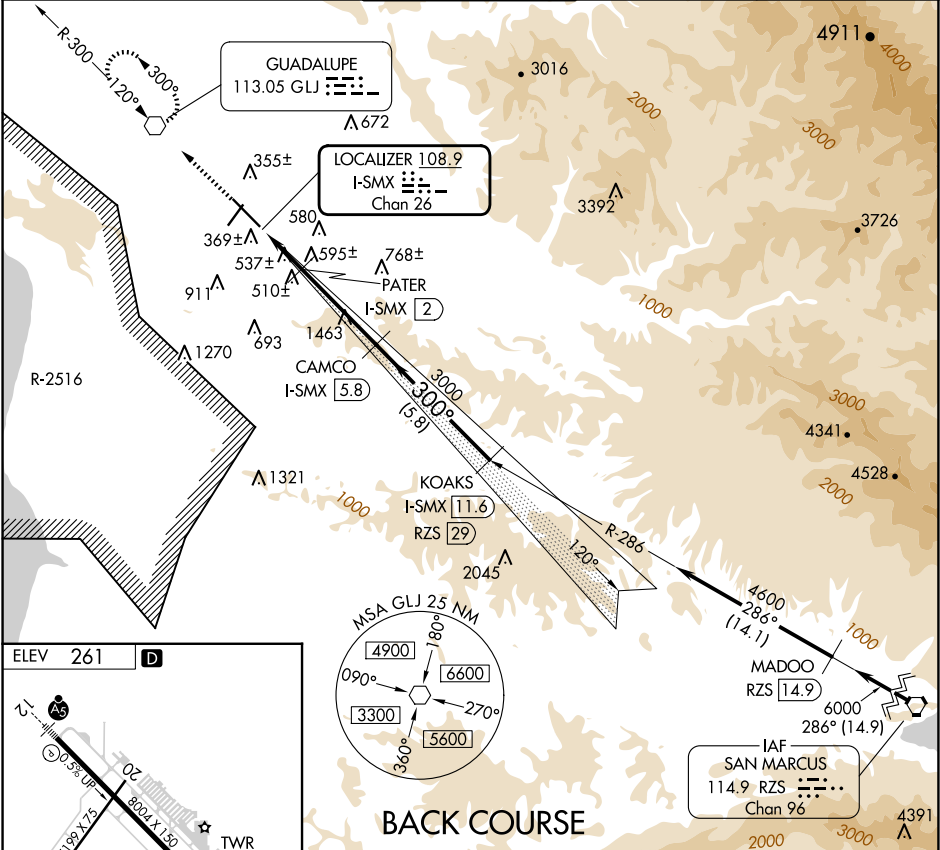 4911
4000
R-300
300°
120°
GUADALUPE
113.05 GLJ
3016
2000
3000
672
355±
LOCALIZER 108.9
I-SMX
Chan 26
3392
3726
580
369±
537±
595±
768±
510±
PATER
I-SMX 2
911
1000
1463
693
1270
CAMCO
I-SMX 5.8
R-2516
3000
300°
(5.8)
3000
4341
4528
2000
1321
1000
KOAKS
I-SMX 11.6
RZS 29
R-286
120°
2045
4600
286°
(14.1)
1000
MSA GLJ 25 NM
180°
4900
6600
090°
270°
3300
5600
360°
MADOO
RZS 14.9
6000
286° (14.9)
IAF
SAN MARCUS
114.9 RZS
Chan 96
4391
2000
3000
BACK COURSE
ELEV 261
D
12
A5
P
0.5% UP
20
8004 X 150
TWR